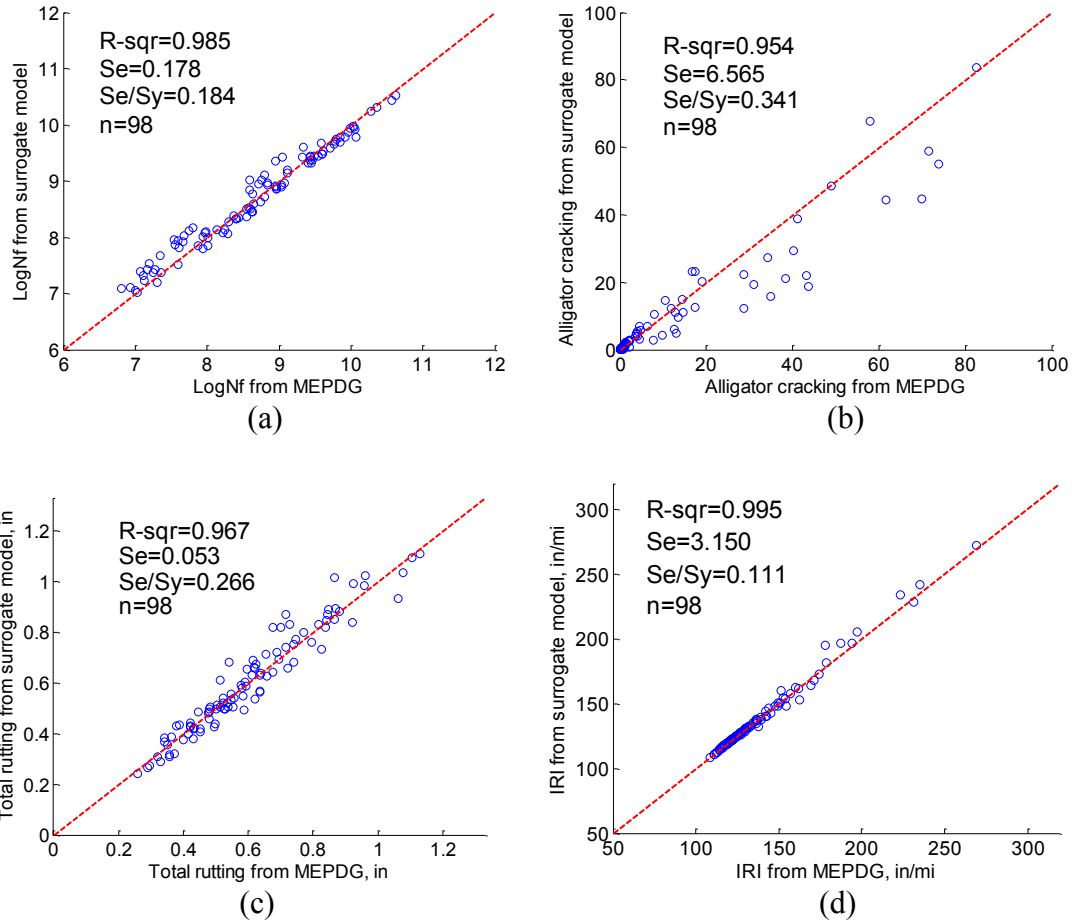 R-sqr=0.985
Se=0.178
Se/Sy=0.184
n=98
12
11
10
9
8
7
6
6 7 8 9 10 11 12
LogNf from surrogate model
LogNf from MEPDG
(a)
R-sqr=0.954
Se=6.565
Se/Sy=0.341
n=98
100
80
60
40
20
0
0 20 40 60 80 100
Alligator cracking from surrogate model
Alligator cracking from MEPDG
(b)
R-sqr=0.967
Se=0.053
Se/Sy=0.266
n=98
1.2
1
0.8
0.6
0.4
0.2
0
0 0.2 0.4 0.6 0.8 1 1.2
Total rutting from surrogate model, in
Total rutting from MEPDG, in
(c)
R-sqr=0.995
Se=3.150
Se/Sy=0.111
n=98
300
250
200
150
100
50
50 100 150 200 250 300
IRI from surrogate model, in/mi
IRI from MEPDG, in/mi
(d)